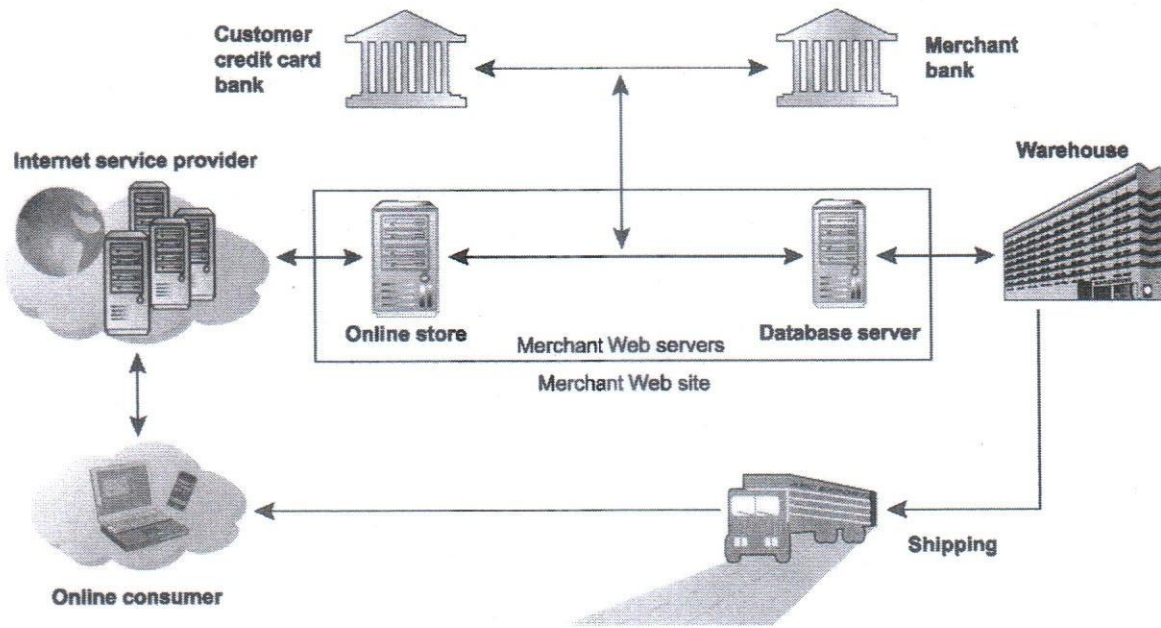 Customer
credit card
bank
Merchant
bank
Internet service provider
Warehouse
Online store
Database server
Merchant Web servers
Merchant Web site
Shipping
Online consumer